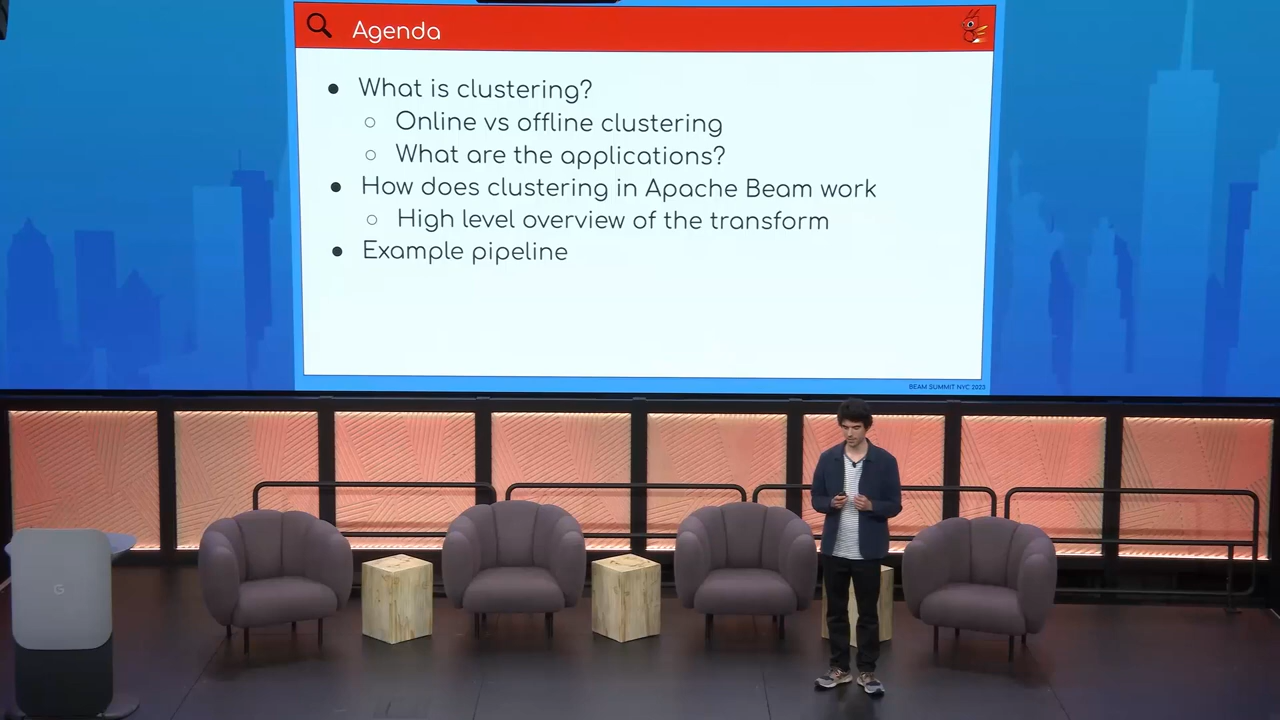 Agenda
● What is clustering?
○ Online vs offline clustering
○ What are the applications?
● How does clustering in Apache Beam work
○ High level overview of the transform
● Example pipeline
BEAM SUMMIT NYC 2023
G